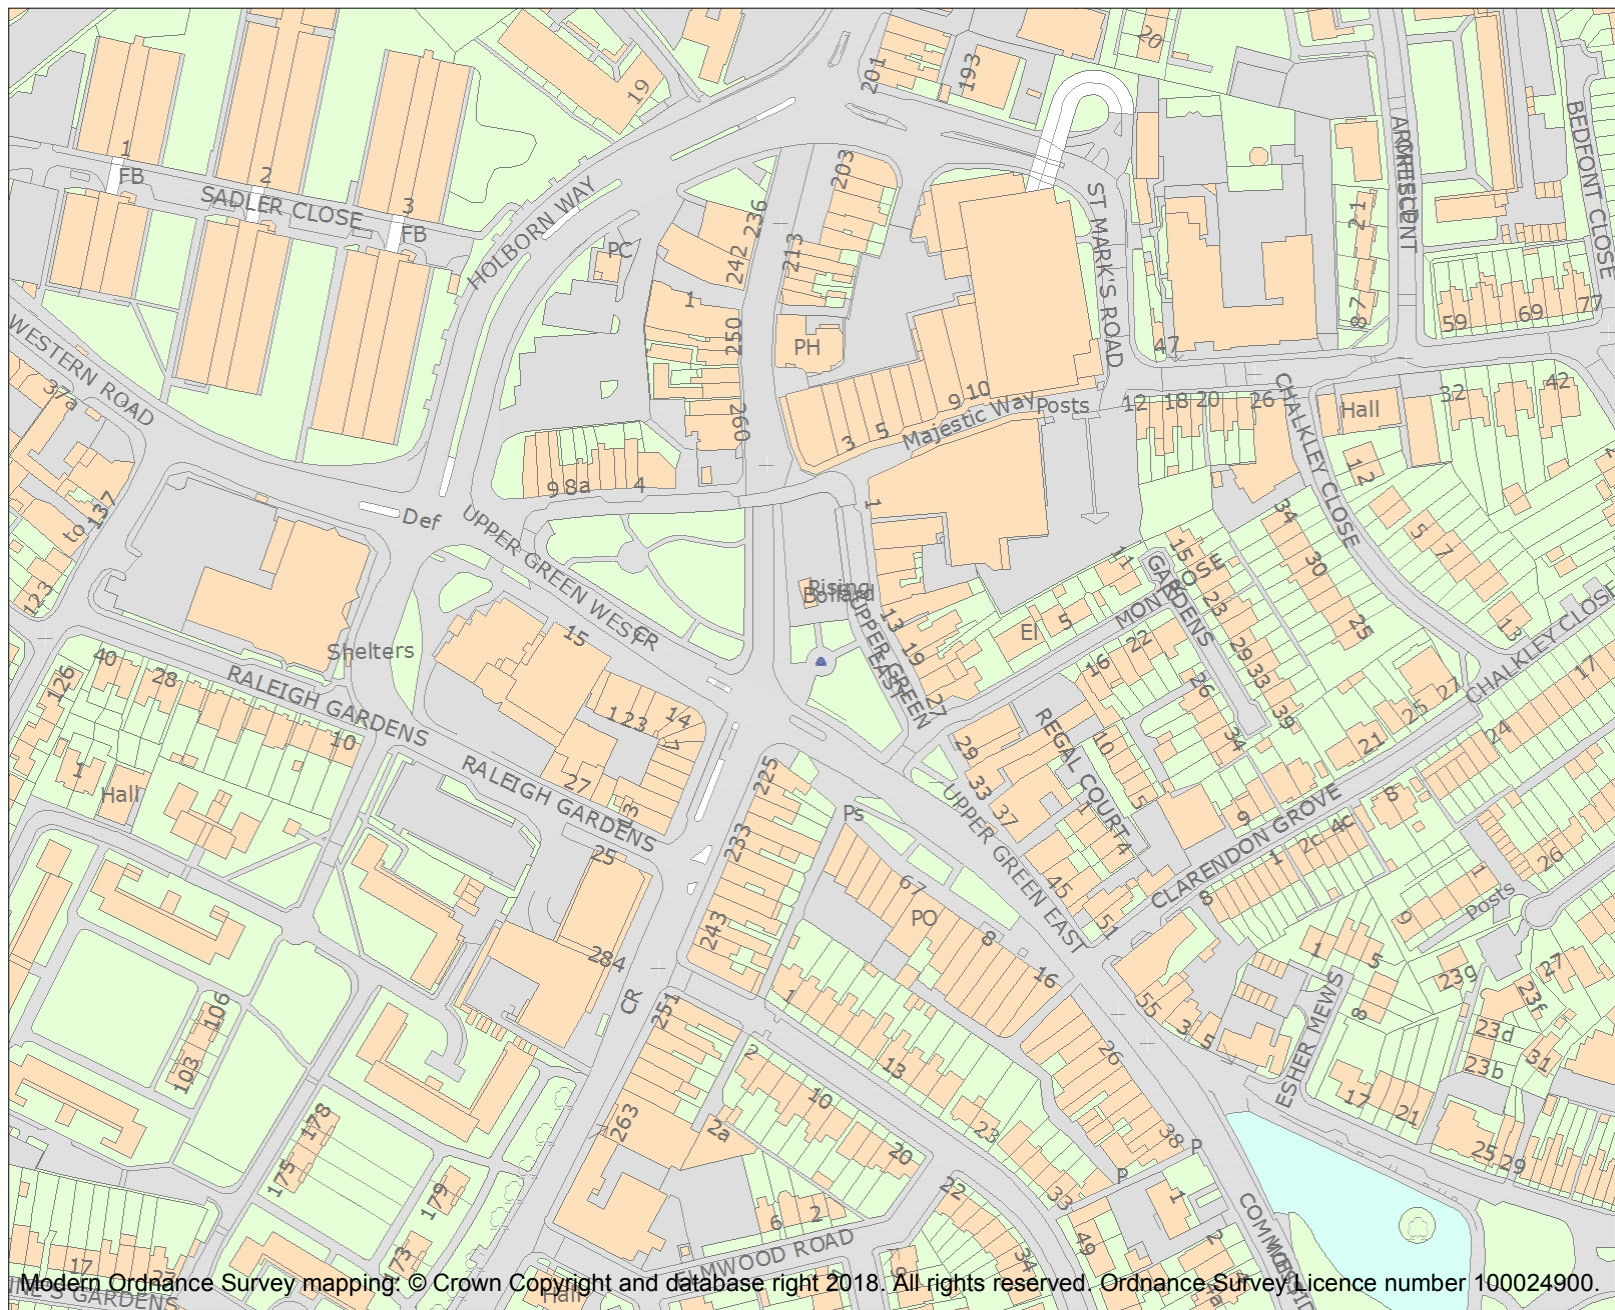 201
193
20
19
1
FB
2
SADLER CLOSE
3
FB
HOLBORN WAY
PC
236
242
1
250
260
203
213
PH
ST MARK'S ROAD
BEDFONT CLOSE
21
87
47
59
69
77
WESTERN ROAD
37a
to
137
123
9 8a
4
3
5
9
10
Majestic Way
Posts
12
18
20
26
CHALKLEY CLOSE
Hall
32
42
12
Def
UPPER GREEN WEST
CR
1
Rising
Bollard
UPPER GREEN
EAST
13
19
27
11
5
El
MONTROSE
GARDENS
15
23
29
33
39
34
30
25
5
7
13
CHALKLEY CLOSE
17
126
40
28
Shelters
RALEIGH GARDENS
10
1
Hall
15
123
14
7
27
13
RALEIGH GARDENS
25
16
22
26
34
REGAL COURT
10
5
1
4
29
33
37
45
51
21
25
27
24
9
CLARENDON GROVE
8
4c
2c
1
8
26
1
Posts
9
225
233
243
Ps
UPPER GREEN EAST
67
PO
8
16
284
CR
251
106
103
178
175
179
73
263
2
2a
10
20
1
13
23
26
38
P
P
33
22
34
49
1
2
6
2
ELMWOOD ROAD
55
3
5
ESHER MEWS
1
5
8
17
21
23g
23f
27
23d
23b
31
25
29
17
Hall
Modern Ordnance Survey mapping: © Crown Copyright and database right 2018. All rights reserved. Ordnance Survey Licence number 100024900.